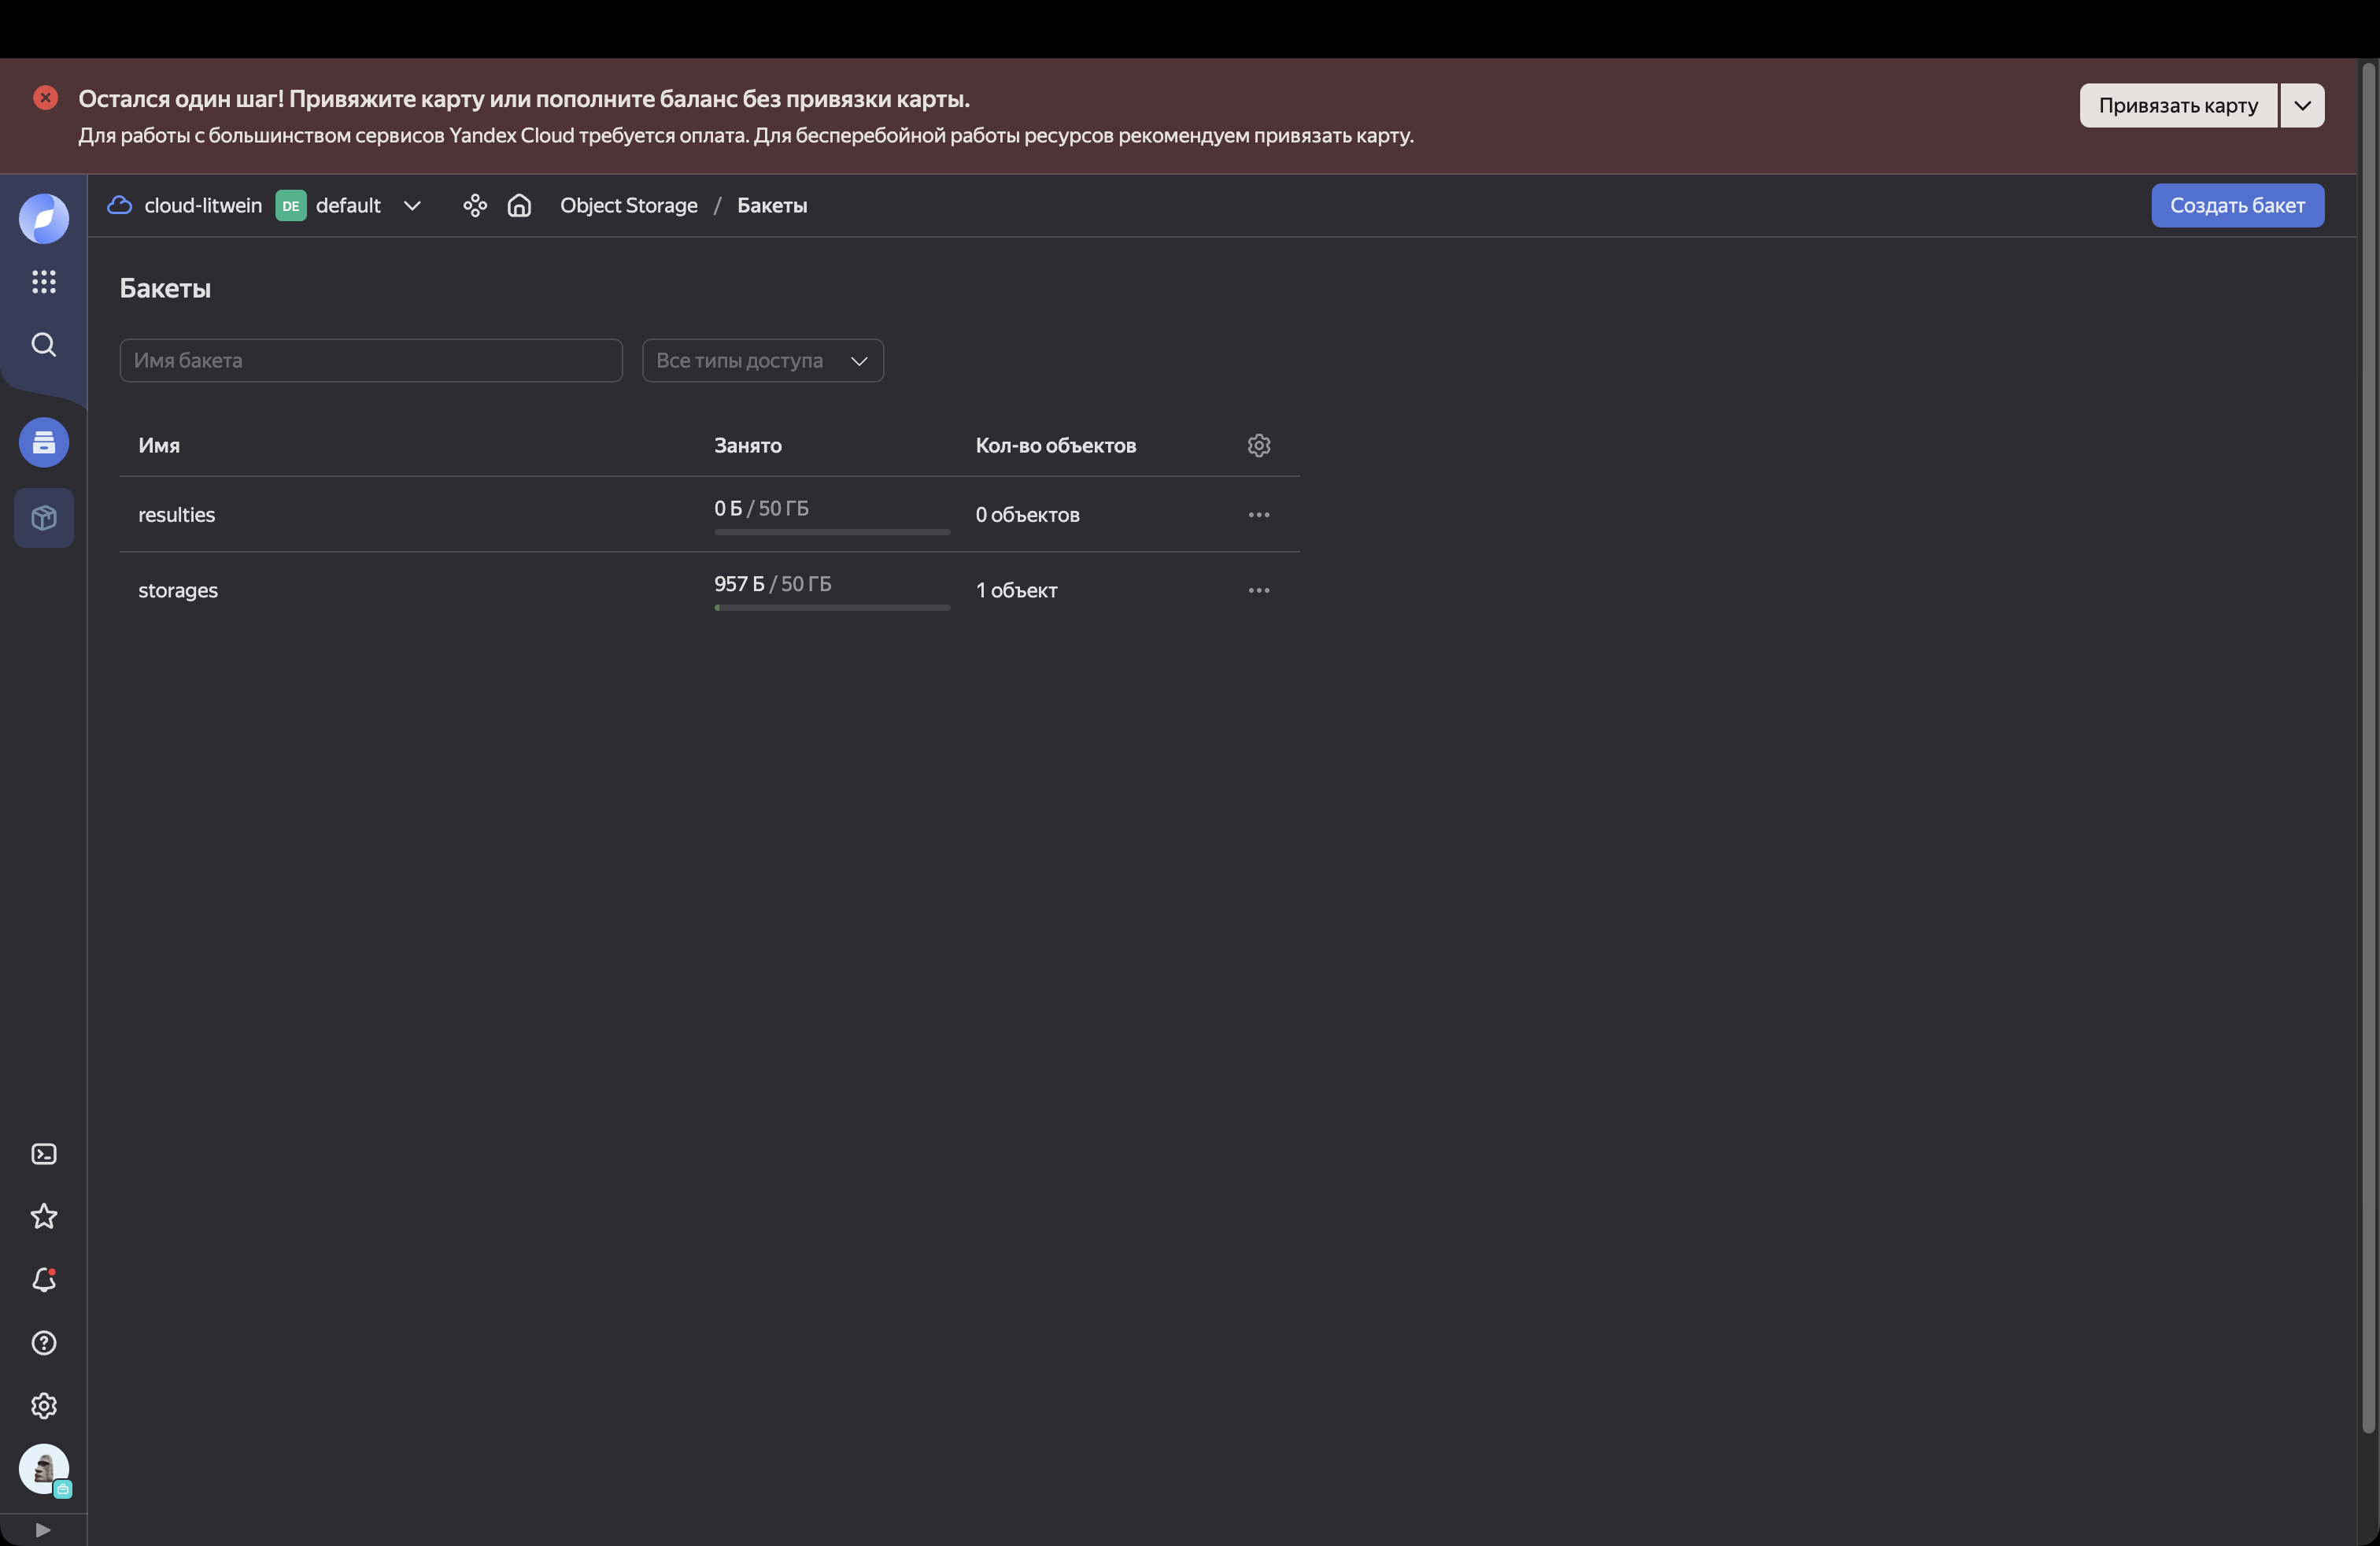 Остался один шаг! Привяжите карту или пополните баланс без привязки карты.
Для работы с большинством сервисов Yandex Cloud требуется оплата. Для бесперебойной работы ресурсов рекомендуем привязать карту.
Привязать карту
cloud-litwein DE default Object Storage / Бакеты
Создать бакет
Бакеты
Имя бакета
Все типы доступа
Имя Занято Кол-во объектов
resulties 0 Б / 50 ГБ 0 объектов
storages 957 Б / 50 ГБ 1 объект